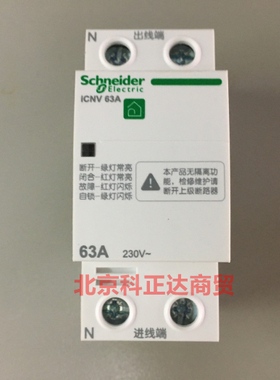 N 出线端
Schneider
Electric
iCNV 63A
断开—绿灯常亮
闭合—红灯常亮
故障—红灯闪烁
自锁—绿灯闪烁
本产品无隔离功
能，检修维护请
断开上级断路器
63A 230V~
北京科正达商贸
N 进线端